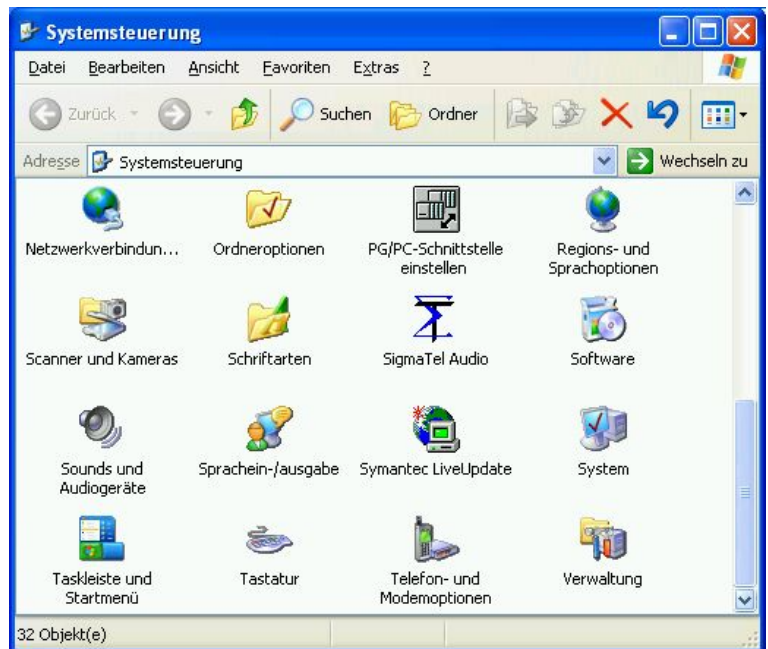 Systemsteuerung
Datei Bearbeiten Ansicht Favoriten Extras ?
Zurück Suchen Ordner
Adresse Systemsteuerung Wechseln zu
Netzwerkverbindun... Ordneroptionen PG/PC-Schnittstelle Regions- und
einstellen Sprachoptionen
Scanner und Kameras Schriftarten SigmaTel Audio Software
Sounds und Sprachein-/ausgabe Symantec LiveUpdate System
Audiogeräte
Taskleiste und Tastatur Telefon- und Verwaltung
Startmenü Modemoptionen
32 Objekt(e)